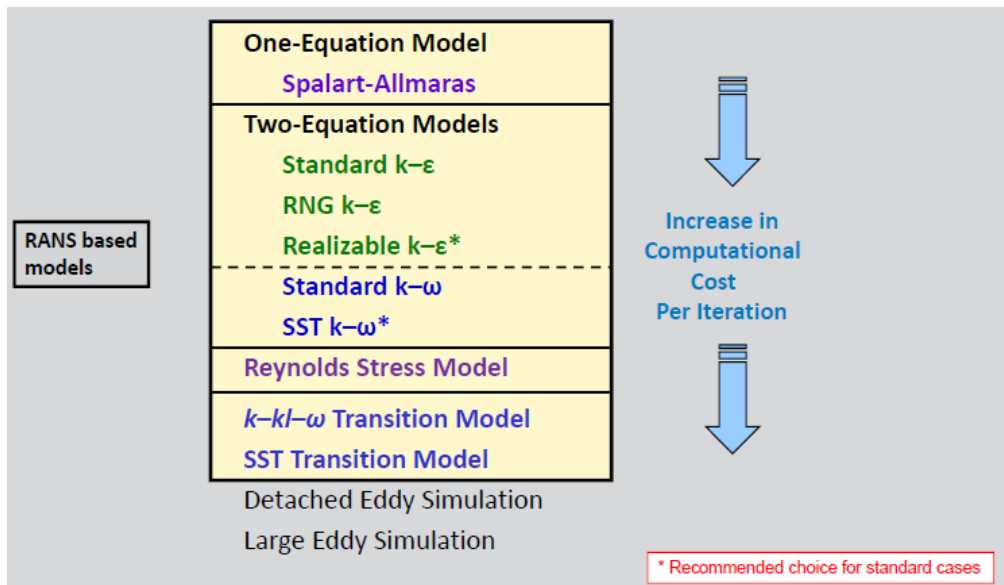 One-Equation Model
Spalart-Allmaras
Two-Equation Models
Standard k–ε
RNG k–ε
Realizable k–ε*
Standard k–ω
SST k–ω*
Reynolds Stress Model
k–kl–ω Transition Model
SST Transition Model
Detached Eddy Simulation
Large Eddy Simulation
RANS based
models
Increase in
Computational
Cost
Per Iteration
* Recommended choice for standard cases